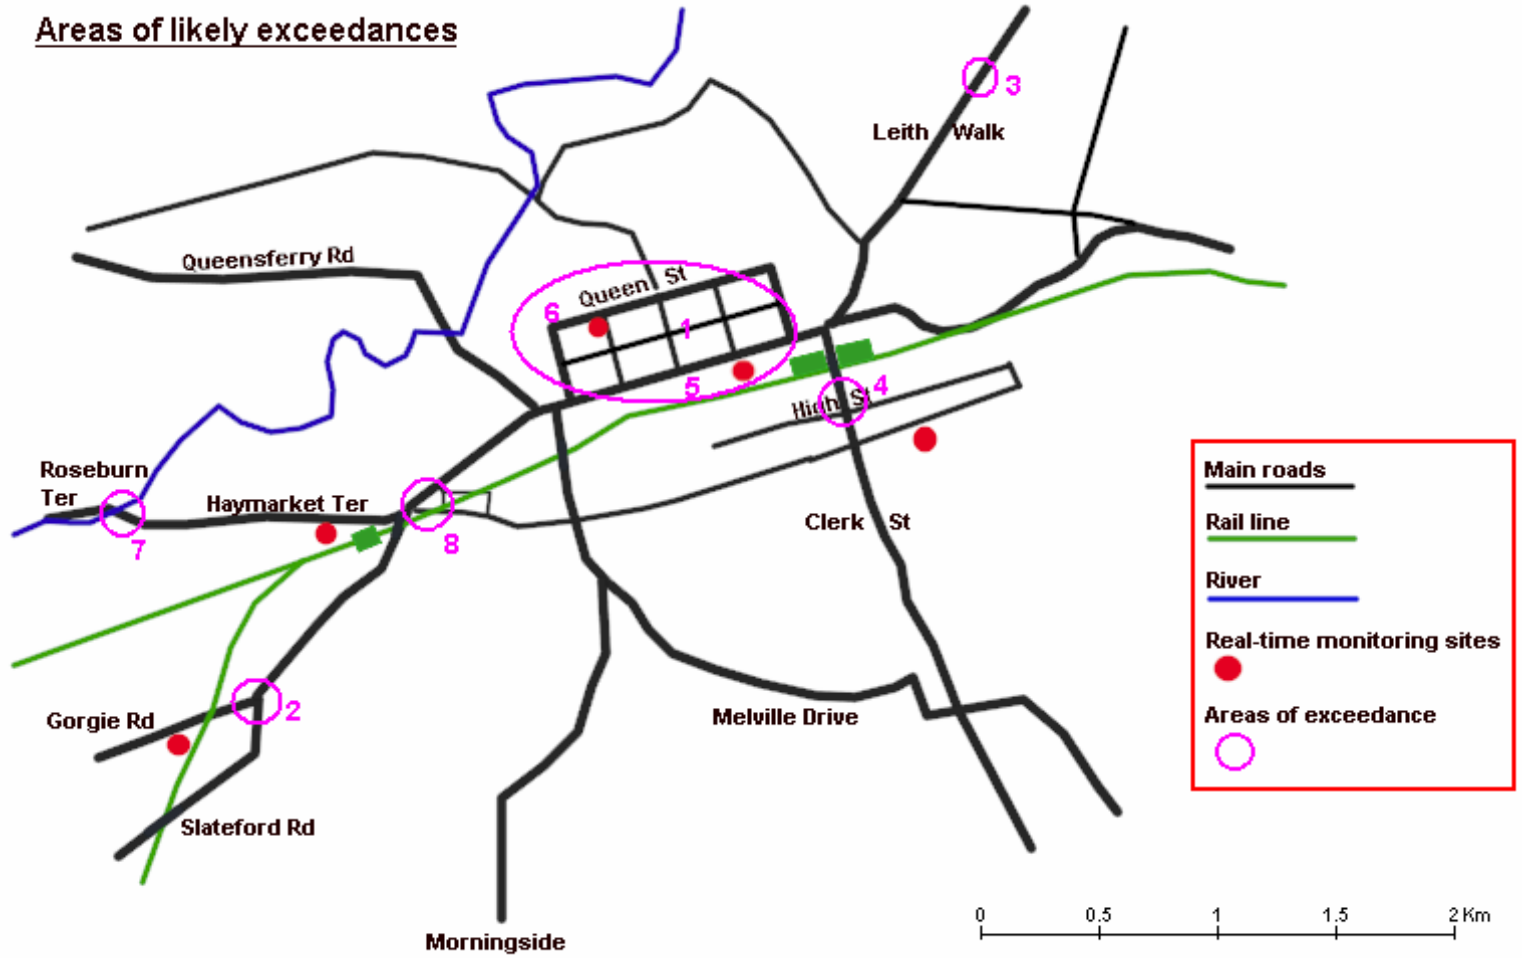 Areas of likely exceedances
3
Leith Walk
Queensferry Rd
Queen St
6
1
5
4
High St
Roseburn
Ter
Haymarket Ter
7
8
Clerk St
Gorgie Rd
2
Melville Drive
Slateford Rd
Morningside
Main roads
Rail line
River
Real-time monitoring sites
Areas of exceedance
0 0.5 1 1.5 2 Km